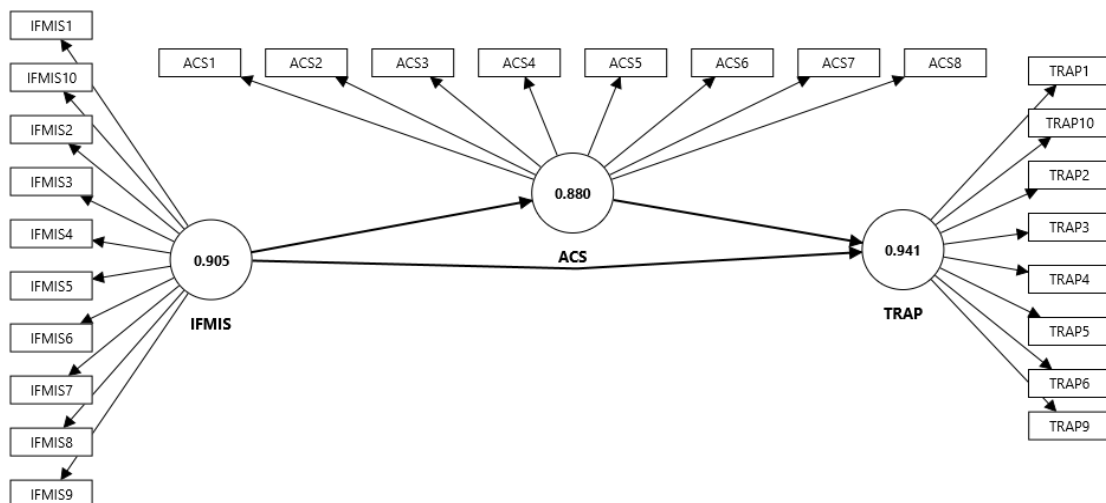 IFMIS1
IFMIS10
IFMIS2
IFMIS3
IFMIS4
IFMIS5
IFMIS6
IFMIS7
IFMIS8
IFMIS9
0.905
IFMIS
ACS1
ACS2
ACS3
ACS4
ACS5
ACS6
ACS7
ACS8
0.880
ACS
0.941
TRAP
TRAP1
TRAP10
TRAP2
TRAP3
TRAP4
TRAP5
TRAP6
TRAP9